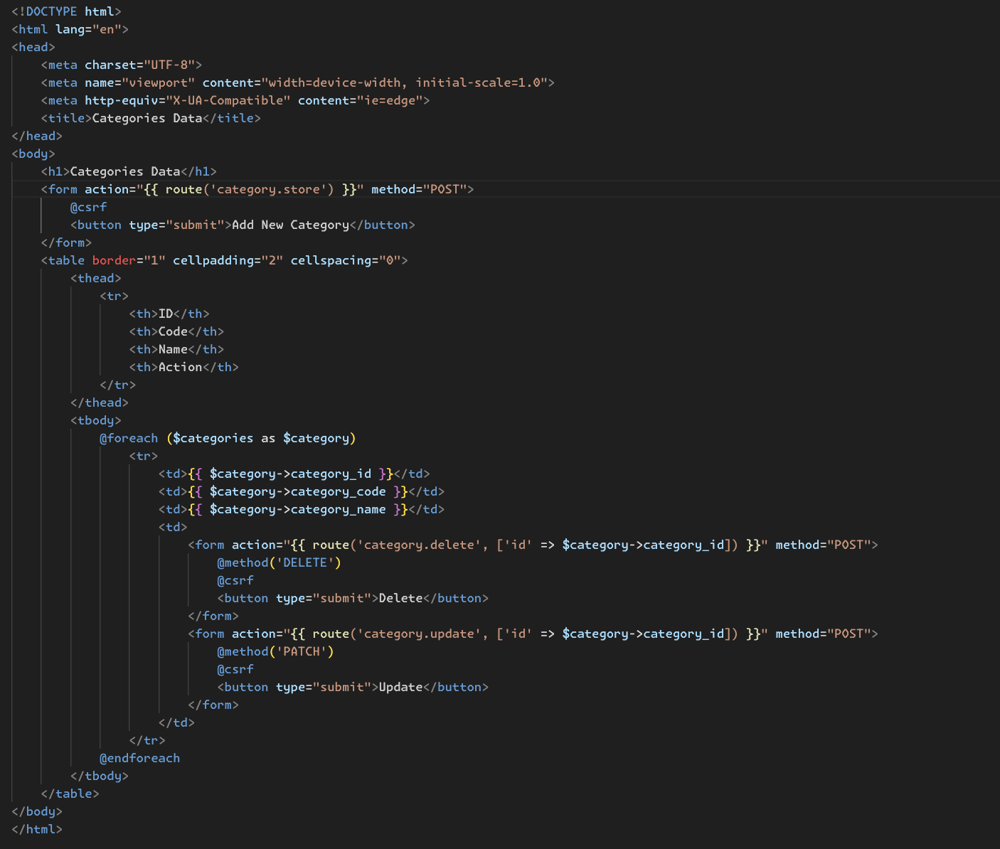 <!DOCTYPE html>
<html lang="en">
<head>
    <meta charset="UTF-8">
    <meta name="viewport" content="width=device-width, initial-scale=1.0">
    <meta http-equiv="X-UA-Compatible" content="ie=edge">
    <title>Categories Data</title>
</head>
<body>
    <h1>Categories Data</h1>
    <form action="{{ route('category.store') }}" method="POST">
        @csrf
        <button type="submit">Add New Category</button>
    </form>
    <table border="1" cellpadding="2" cellspacing="0">
        <thead>
            <tr>
                <th>ID</th>
                <th>Code</th>
                <th>Name</th>
                <th>Action</th>
            </tr>
        </thead>
        <tbody>
            @foreach ($categories as $category)
                <tr>
                    <td>{{ $category->category_id }}</td>
                    <td>{{ $category->category_code }}</td>
                    <td>{{ $category->category_name }}</td>
                    <td>
                        <form action="{{ route('category.delete', ['id' => $category->category_id]) }}" method="POST">
                            @method('DELETE')
                            @csrf
                            <button type="submit">Delete</button>
                        </form>
                        <form action="{{ route('category.update', ['id' => $category->category_id]) }}" method="POST">
                            @method('PATCH')
                            @csrf
                            <button type="submit">Update</button>
                        </form>
                    </td>
                </tr>
            @endforeach
        </tbody>
    </table>
</body>
</html>